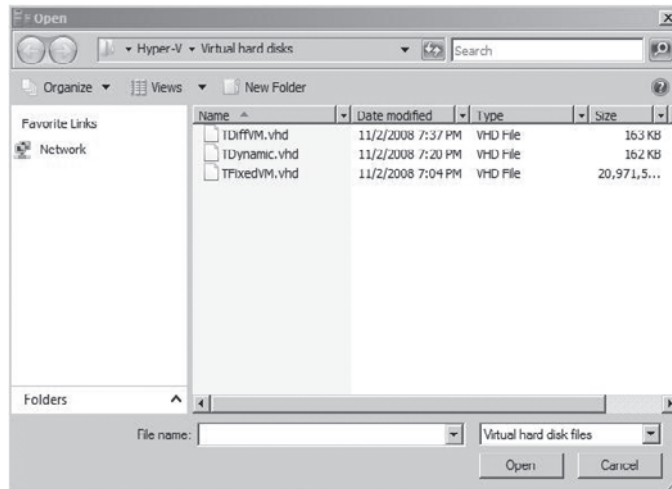 Open
Hyper-V Virtual hard disks Search
Organize Views New Folder
Favorite Links
Network
Name Date modified Type Size
TDiffVM.vhd 11/2/2008 7:37 PM VHD File 163 KB
TDynamic.vhd 11/2/2008 7:20 PM VHD File 162 KB
TFixedVM.vhd 11/2/2008 7:04 PM VHD File 20,971,5...
Folders
File name: Virtual hard disk files
Open Cancel